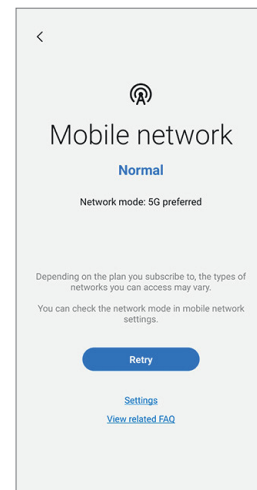 Mobile network
Normal
Network mode: 5G preferred
Depending on the plan you subscribe to, the types of
networks you can access may vary.
You can check the network mode in mobile network
settings.
Retry
Settings
View related FAQ